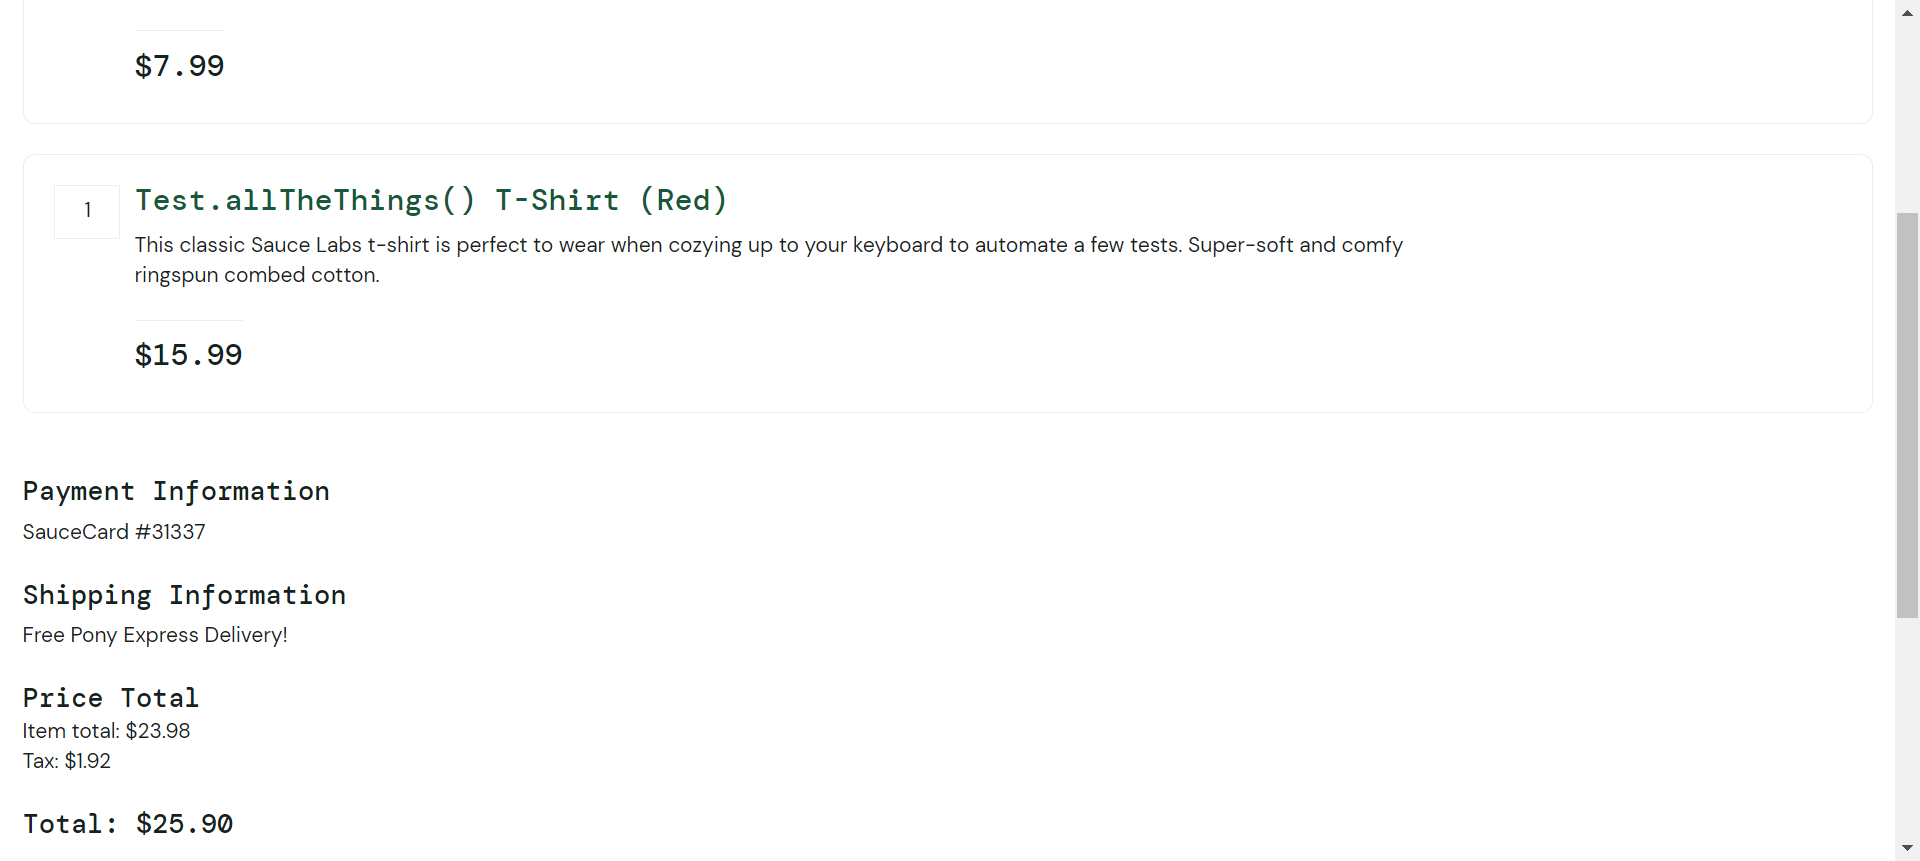 $7.99
1
Test.allTheThings() T-Shirt (Red)
This classic Sauce Labs t-shirt is perfect to wear when cozying up to your keyboard to automate a few tests. Super-soft and comfy
ringspun combed cotton.
$15.99
Payment Information
SauceCard #31337
Shipping Information
Free Pony Express Delivery!
Price Total
Item total: $23.98
Tax: $1.92
Total: $25.90